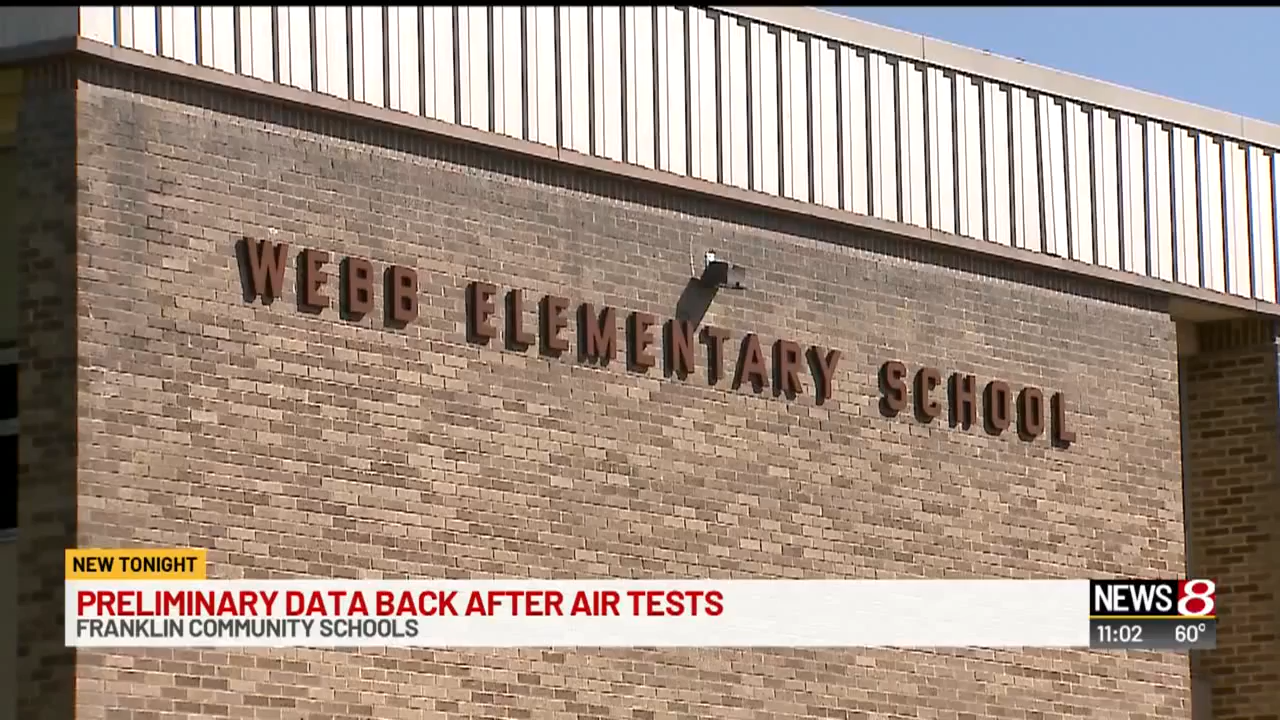 WEBB ELEMENTARY SCHOOL
NEW TONIGHT
PRELIMINARY DATA BACK AFTER AIR TESTS
FRANKLIN COMMUNITY SCHOOLS
NEWS 8
11:02 60°